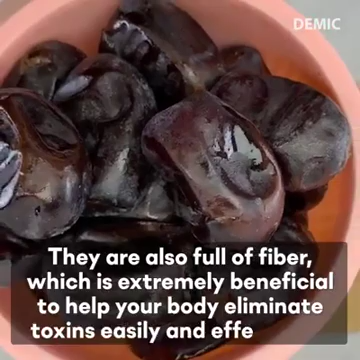 DEMIC
They are also full of fiber,
which is extremely beneficial
to help your body eliminate
toxins easily and effe